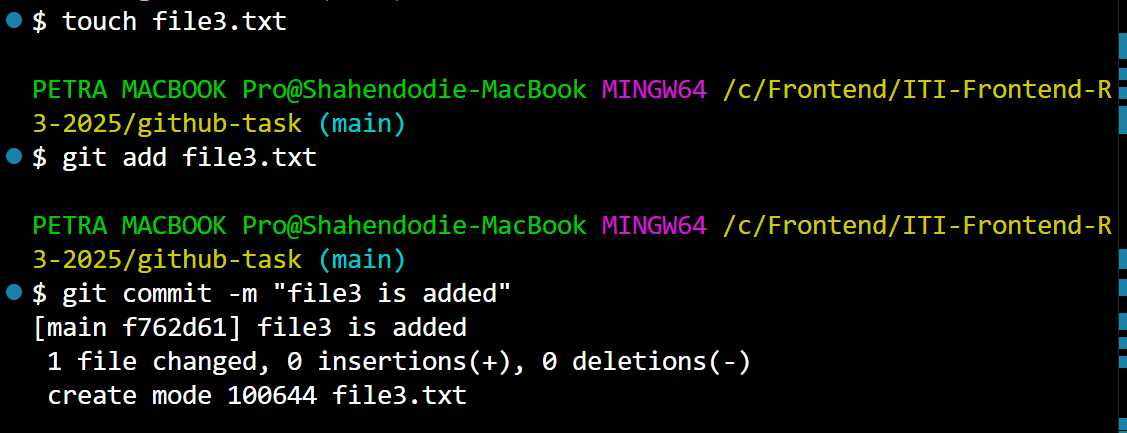 $ touch file3.txt
PETRA MACBOOK Pro@Shahendodie-MacBook MINGW64 /c/Frontend/ITI-Frontend-R
3-2025/github-task (main)
$ git add file3.txt
PETRA MACBOOK Pro@Shahendodie-MacBook MINGW64 /c/Frontend/ITI-Frontend-R
3-2025/github-task (main)
$ git commit -m "file3 is added"
[main f762d61] file3 is added
 1 file changed, 0 insertions(+), 0 deletions(-)
 create mode 100644 file3.txt